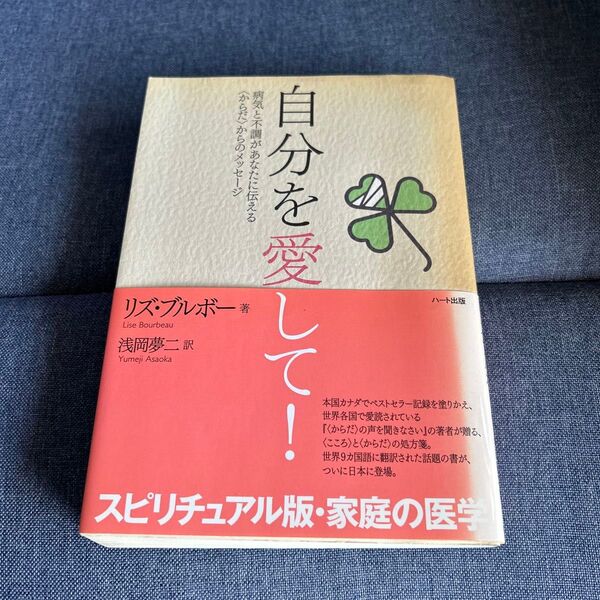 自分を愛して!
病気と不調があなたに伝える
〈からだ〉からのメッセージ
リズ・ブルボー 著
Lise Bourbeau
浅岡夢二 訳
Yumeji Asaoka
ハート出版
本国カナダでベストセラー記録を塗りかえ、
世界各国で愛読されている
『〈からだ〉の声を聞きなさい』の著者が贈る、
〈こころ〉と〈からだ〉の処方箋。
世界9カ国語に翻訳された話題の書が、
ついに日本に登場。
スピリチュアル版・家庭の医学